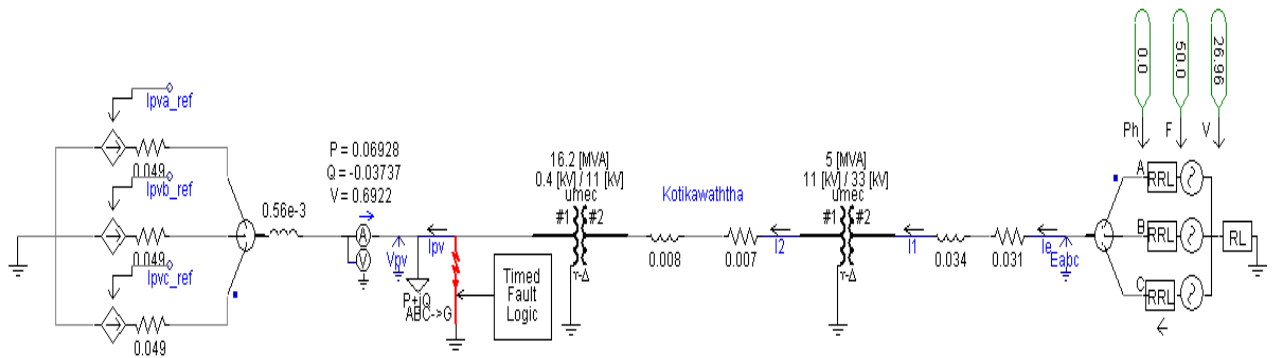 Ipva_ref
0.049
Ipvb_ref
0.049
Ipvc_ref
0.049
0.56e-3
P = 0.06928
Q = -0.03737
V = 0.6922
A
V
Vpv
Ipv
P+jQ
ABC->G
Timed
Fault
Logic
16.2 [MVA]
0.4 [kV] / 11 [kV]
umec
#1
#2
Kotikawaththa
0.008
0.007
I2
5 [MVA]
11 [kV] / 33 [kV]
umec
#1
#2
I1
0.034
0.031
Ie
Eabc
0.0
50.0
26.96
Ph
F
V
A
RRL
B
RRL
C
RRL
RL